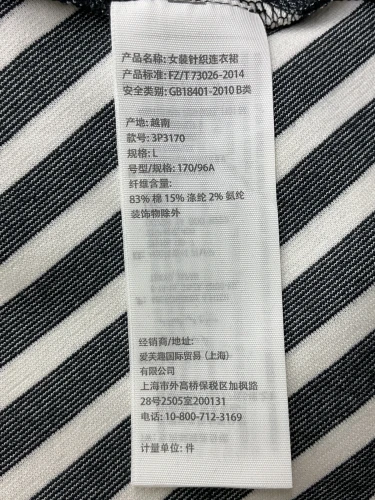 产品名称: 女装针织连衣裙
产品标准: FZ/T 73026-2014
安全类别: GB18401-2010 B类
产地: 越南
款号: 3P3170
规格: L
号型/规格: 170/96A
纤维含量:
83% 棉 15% 涤纶 2% 氨纶
装饰物除外
经销商/地址:
爱芙趣国际贸易 (上海)
有限公司
上海市外高桥保税区加枫路
28号2505室200131
电话: 10-800-712-3169
计量单位: 件